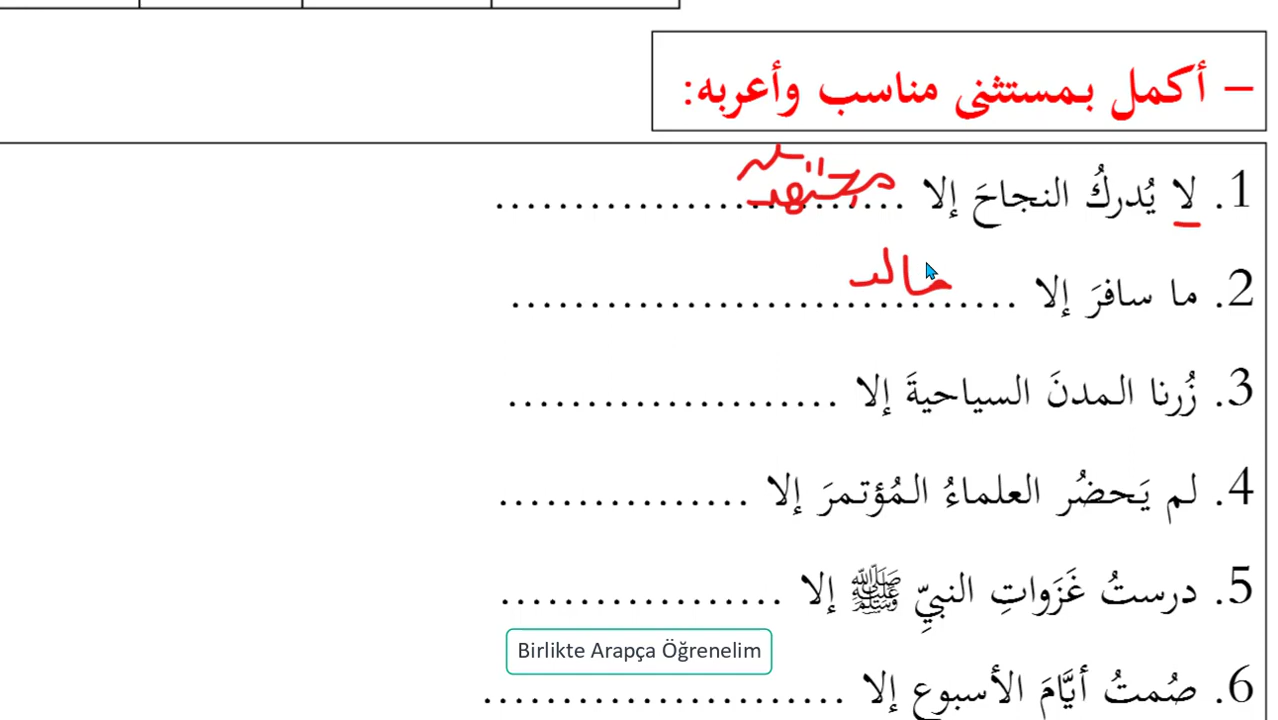 – أكمل بمستثنى مناسب وأعربه:
1. لا يُدركُ النجاحَ إلا مجتهد ..........................
2. ما سافرَ إلا خالد .................................
3. زُرنا المدنَ السياحيةَ إلا .....................
4. لم يَحضُر العلماءُ المُؤتمرَ إلا ................
5. درستُ غَزَواتِ النبيِّ ﷺ إلا ..................
Birlikte Arapça Öğrenelim
6. صُمتُ أيَّامَ الأسبوع إلا .......................